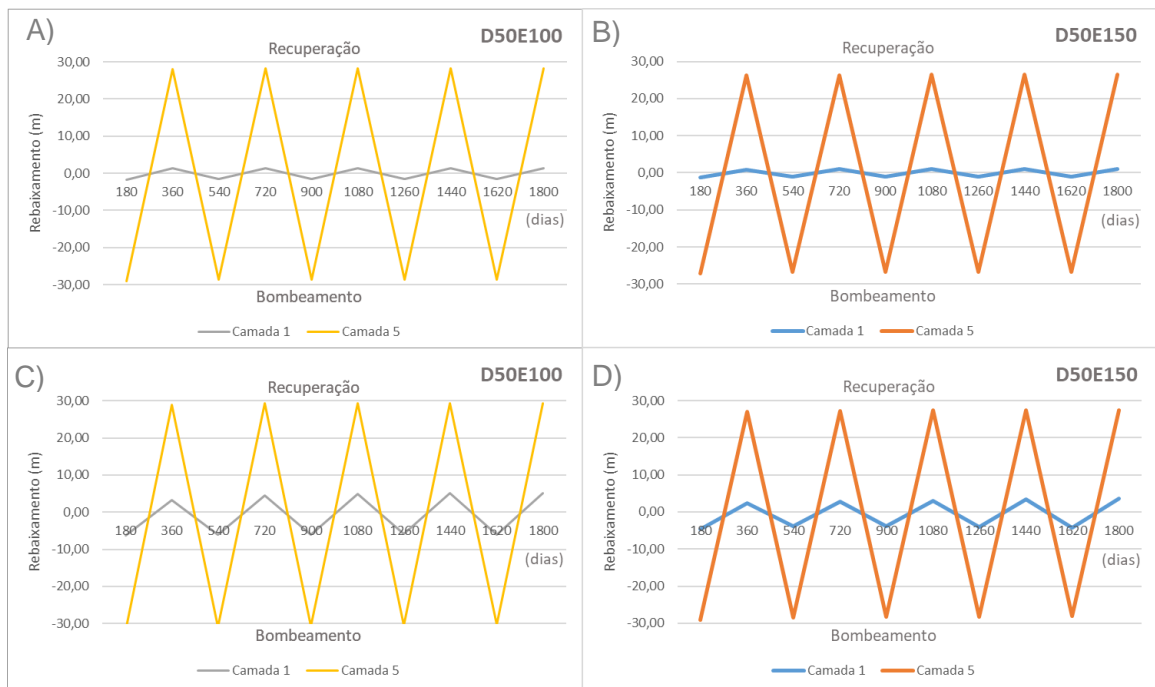 A)
D50E100
Recuperação
Rebaixamento (m)
30,00
20,00
10,00
0,00
-10,00
-20,00
-30,00
180 360 540 720 900 1080 1260 1440 1620 1800
(dias)
Bombeamento
Camada 1 Camada 5
B)
D50E150
Recuperação
Rebaixamento (m)
30,00
20,00
10,00
0,00
-10,00
-20,00
-30,00
180 360 540 720 900 1080 1260 1440 1620 1800
(dias)
Bombeamento
Camada 1 Camada 5
C)
D50E100
Recuperação
Rebaixamento (m)
30,00
20,00
10,00
0,00
-10,00
-20,00
-30,00
180 360 540 720 900 1080 1260 1440 1620 1800
(dias)
Bombeamento
Camada 1 Camada 5
D)
D50E150
Recuperação
Rebaixamento (m)
30,00
20,00
10,00
0,00
-10,00
-20,00
-30,00
180 360 540 720 900 1080 1260 1440 1620 1800
(dias)
Bombeamento
Camada 1 Camada 5